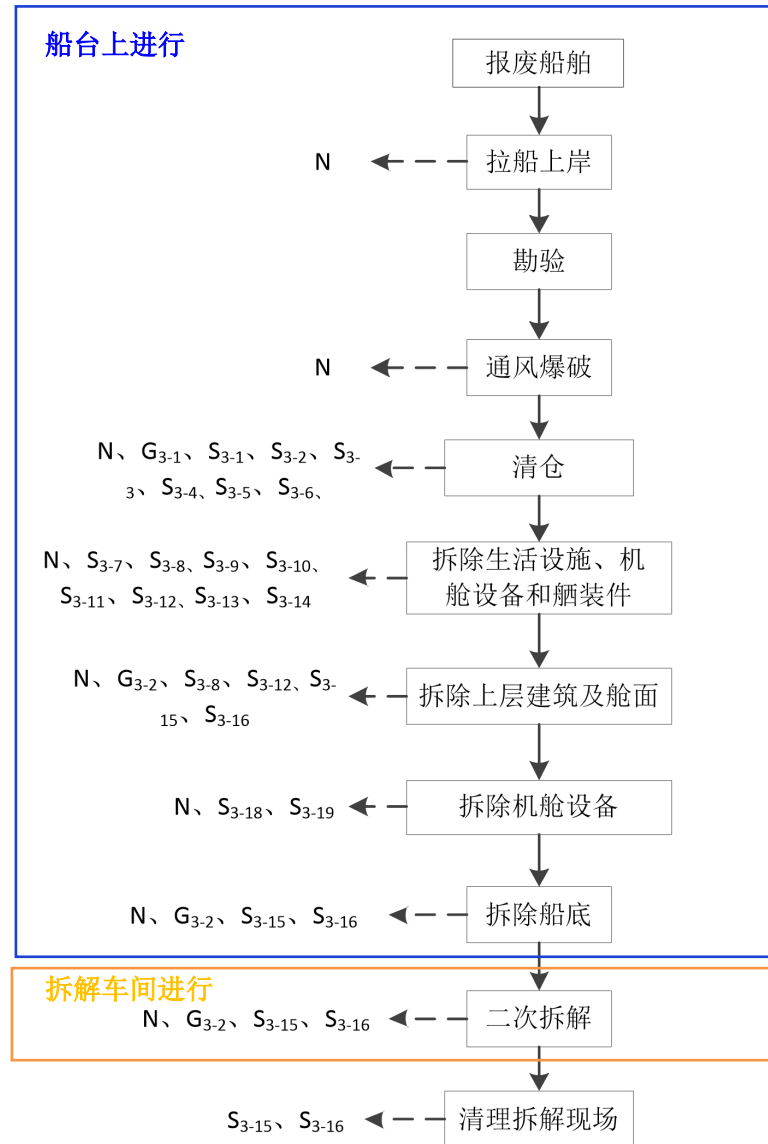 船台上进行
报废船舶
N
拉船上岸
勘验
N
通风爆破
N、G3-1、S3-1、S3-2、S3-
3、S3-4、S3-5、S3-6、
清仓
N、S3-7、S3-8、S3-9、S3-10、
S3-11、S3-12、S3-13、S3-14
拆除生活设施、机
舱设备和舾装件
N、G3-2、S3-8、S3-12、S3-
15、S3-16
拆除上层建筑及舱面
N、S3-18、S3-19
拆除机舱设备
N、G3-2、S3-15、S3-16
拆除船底
拆解车间进行
N、G3-2、S3-15、S3-16
二次拆解
S3-15、S3-16
清理拆解现场